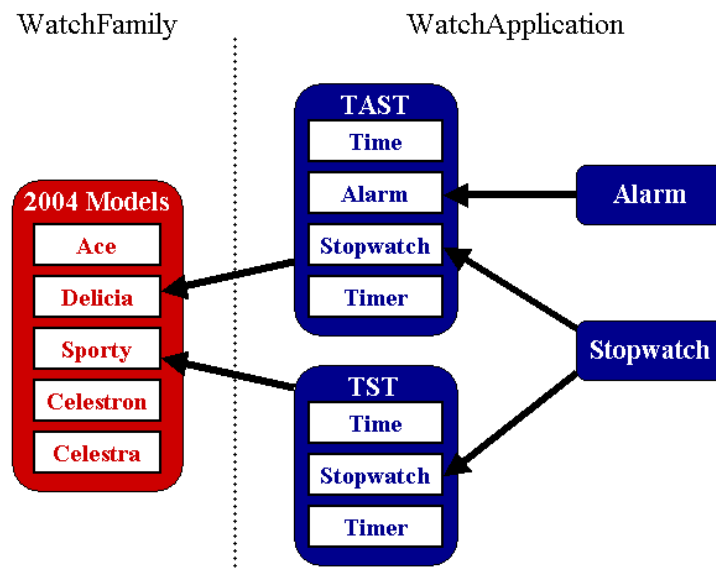 WatchFamily
WatchApplication
2004 Models
Ace
Delicia
Sporty
Celestron
Celestra
TAST
Time
Alarm
Stopwatch
Timer
TST
Time
Stopwatch
Timer
Alarm
Stopwatch